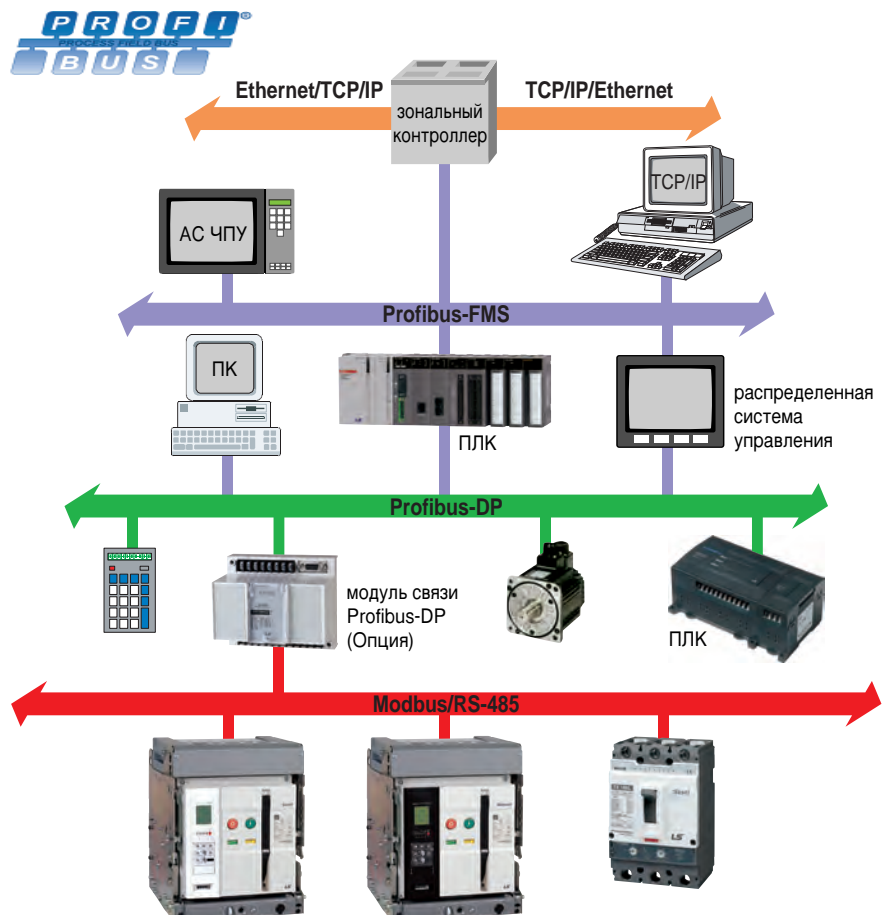 PROFI
PROCESS FIELD BUS
BUS
Ethernet/TCP/IP
TCP/IP/Ethernet
зональный
контроллер
АС ЧПУ
TCP/IP
Profibus-FMS
ПК
ПЛК
распределенная
система
управления
Profibus-DP
модуль связи
Profibus-DP
(Опция)
ПЛК
Modbus/RS-485
LS